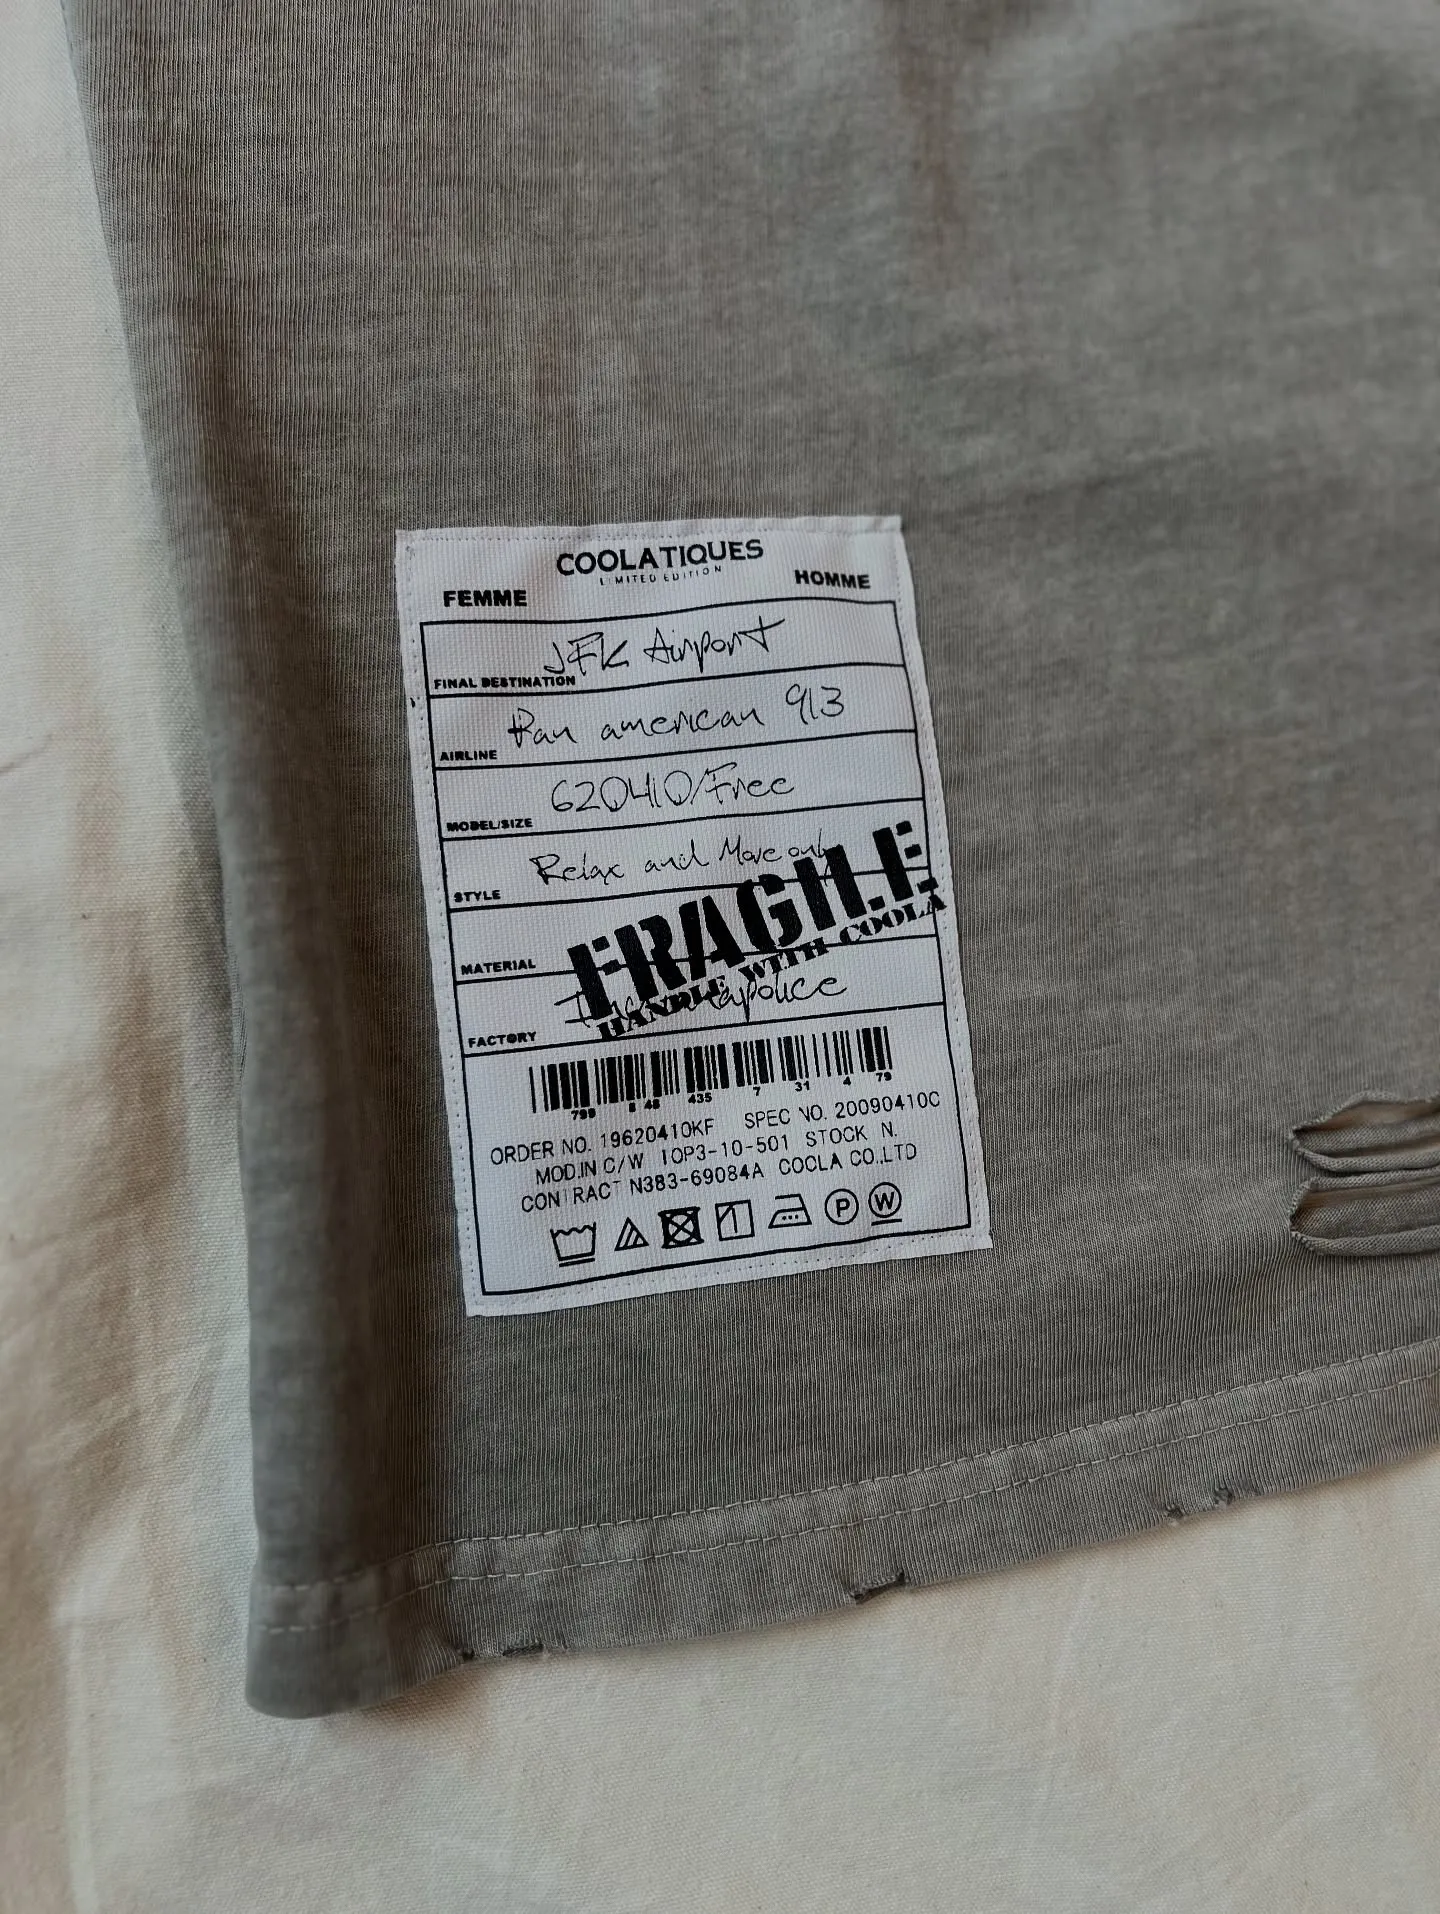 COOLATIQUES
LIMITED EDITION
FEMME HOMME
JFK Airport
FINAL DESTINATION
Pan american 913
AIRLINE
620410/Free
MODEL/SIZE
Relax and Move only
STYLE
FRAGILE
HANDLE WITH COOLA
MATERIAL
FACTORY
799 8 48 435 7 31 4 79
ORDER NO. 19620410KF SPEC NO. 20090410C
MOD.IN C/W IOP3-10-501 STOCK N.
CONTRACT N383-69084A COOLA CO.,LTD
P W